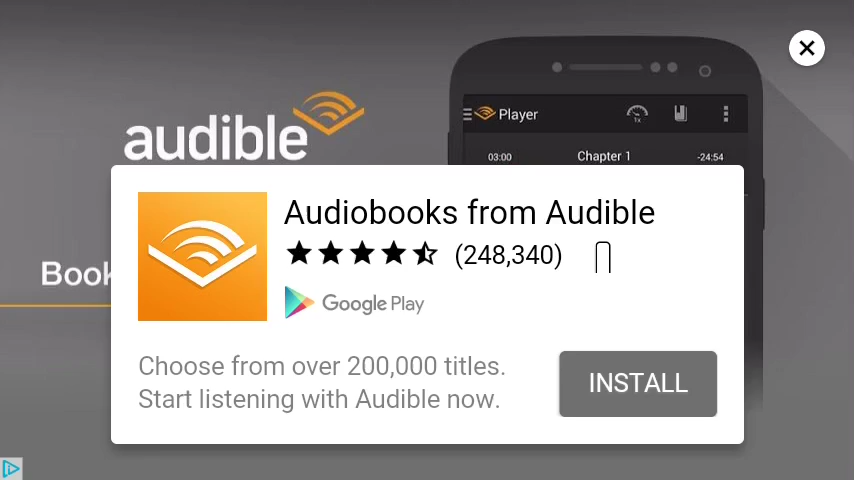 audible
Player
1x
03:00 Chapter 1 -24:54
Book
Audiobooks from Audible
(248,340)
Google Play
Choose from over 200,000 titles.
Start listening with Audible now.
INSTALL